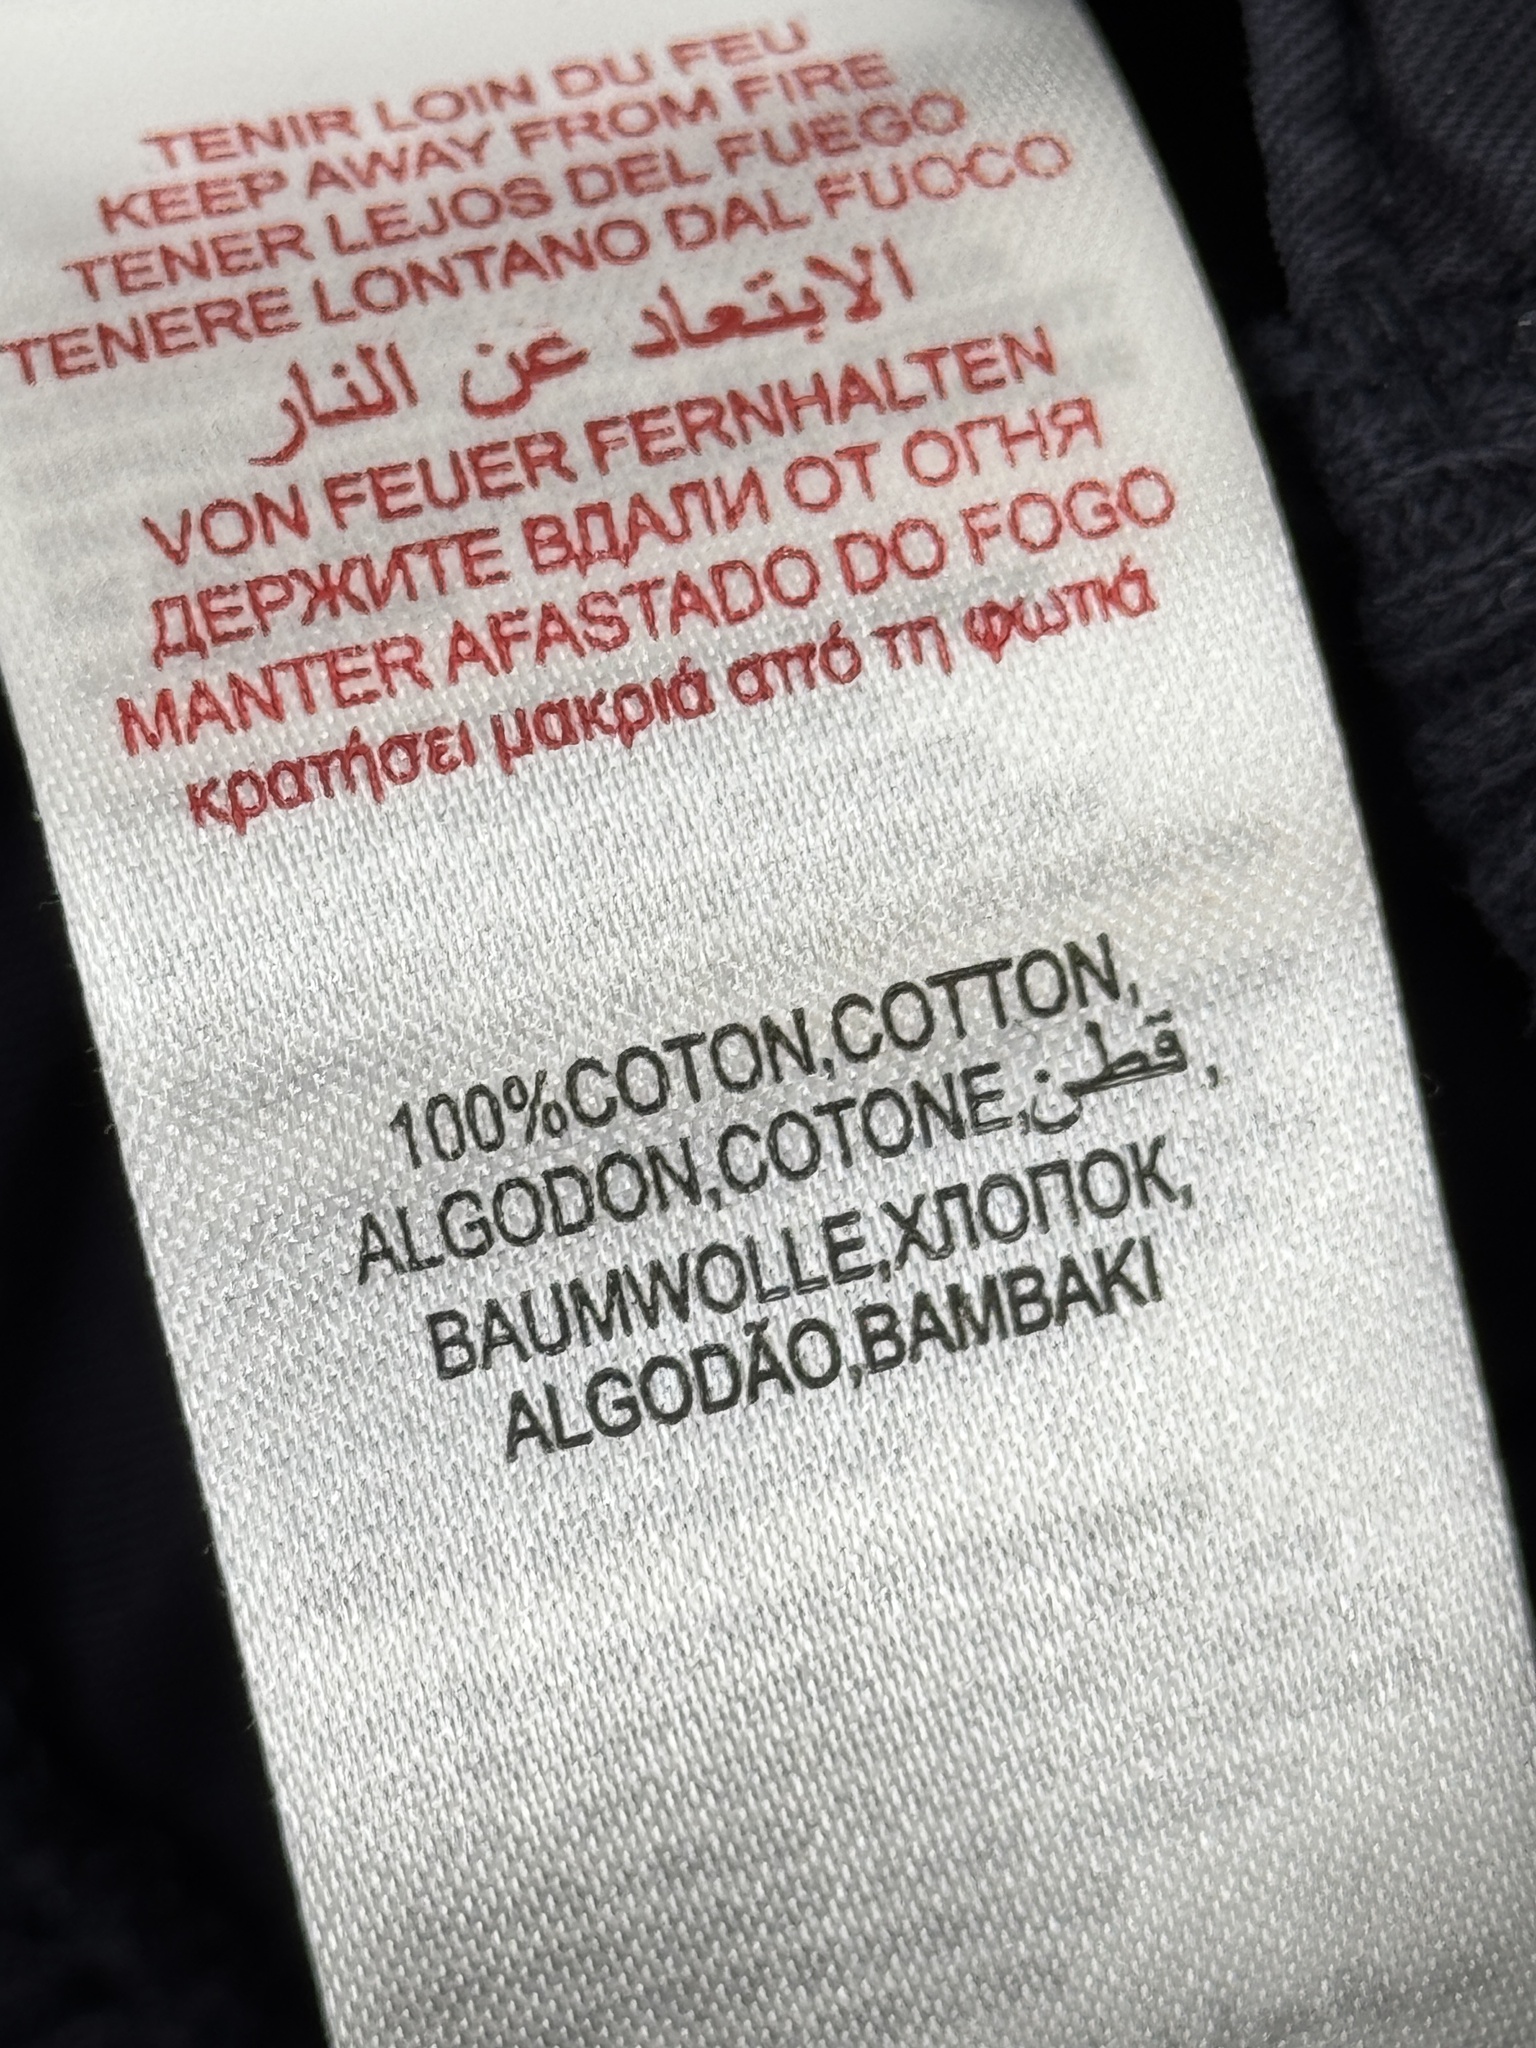 TENIR LOIN DU FEU
KEEP AWAY FROM FIRE
TENER LEJOS DEL FUEGO
TENERE LONTANO DAL FUOCO
الابتعاد عن النار
VON FEUER FERNHALTEN
ДЕРЖИТЕ ВДАЛИ ОТ ОГНЯ
MANTER AFASTADO DO FOGO
κρατήσει μακριά από τη φωτιά
100%COTON,COTTON,
ALGODON,COTONE,قطن,
BAUMWOLLE,ХЛОПОК,
ALGODÃO,BAMBAKI